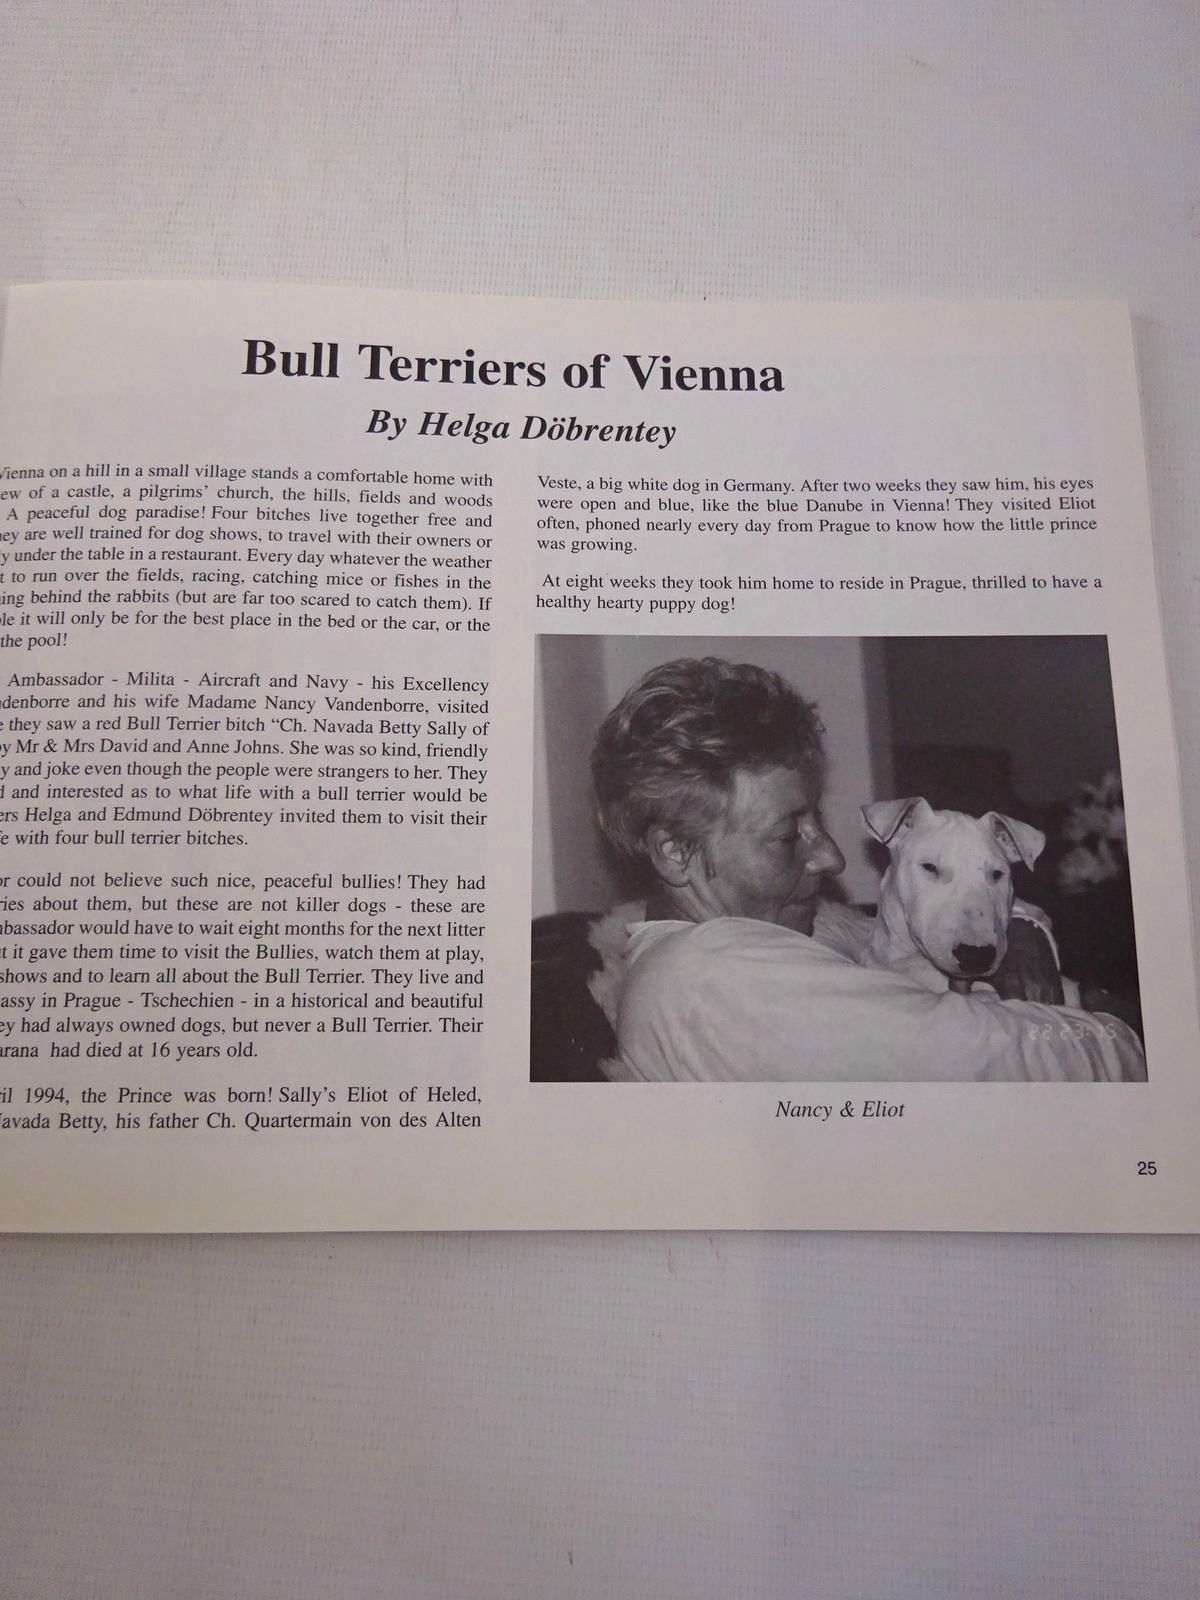 Bull Terriers of Vienna
By Helga Döbrentey
Vienna on a hill in a small village stands a comfortable home with
ew of a castle, a pilgrims' church, the hills, fields and woods
A peaceful dog paradise! Four bitches live together free and
ey are well trained for dog shows, to travel with their owners or
y under the table in a restaurant. Every day whatever the weather
t to run over the fields, racing, catching mice or fishes in the
ing behind the rabbits (but are far too scared to catch them). If
le it will only be for the best place in the bed or the car, or the
the pool!
Ambassador - Milita - Aircraft and Navy - his Excellency
denborre and his wife Madame Nancy Vandenborre, visited
e they saw a red Bull Terrier bitch “Ch. Navada Betty Sally of
y Mr & Mrs David and Anne Johns. She was so kind, friendly
y and joke even though the people were strangers to her. They
d and interested as to what life with a bull terrier would be
ers Helga and Edmund Döbrentey invited them to visit their
fe with four bull terrier bitches.
or could not believe such nice, peaceful bullies! They had
ries about them, but these are not killer dogs - these are
mbassador would have to wait eight months for the next litter
t it gave them time to visit the Bullies, watch them at play,
shows and to learn all about the Bull Terrier. They live and
assy in Prague - Tschechien - in a historical and beautiful
ey had always owned dogs, but never a Bull Terrier. Their
arana had died at 16 years old.
ril 1994, the Prince was born! Sally's Eliot of Heled,
Navada Betty, his father Ch. Quartermain von des Alten
Veste, a big white dog in Germany. After two weeks they saw him, his eyes
were open and blue, like the blue Danube in Vienna! They visited Eliot
often, phoned nearly every day from Prague to know how the little prince
was growing.
At eight weeks they took him home to reside in Prague, thrilled to have a
healthy hearty puppy dog!
Nancy & Eliot
25